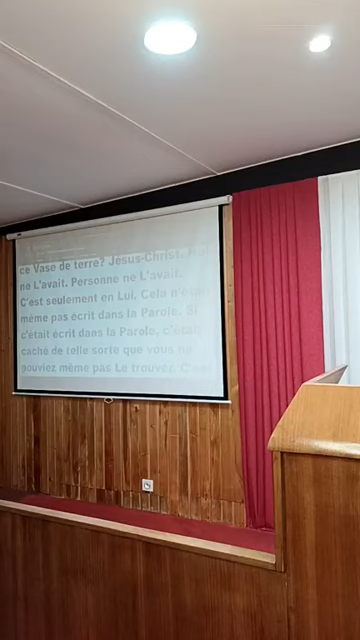 ce Vase de terre? Jésus-Christ.
ne L'avait. Personne ne L'avait.
C'est seulement en Lui. Cela n'était
même pas écrit dans la Parole. Si
c'était écrit dans la Parole, c'était
caché de telle sorte que vous ne
pouviez même pas Le trouver. C'est